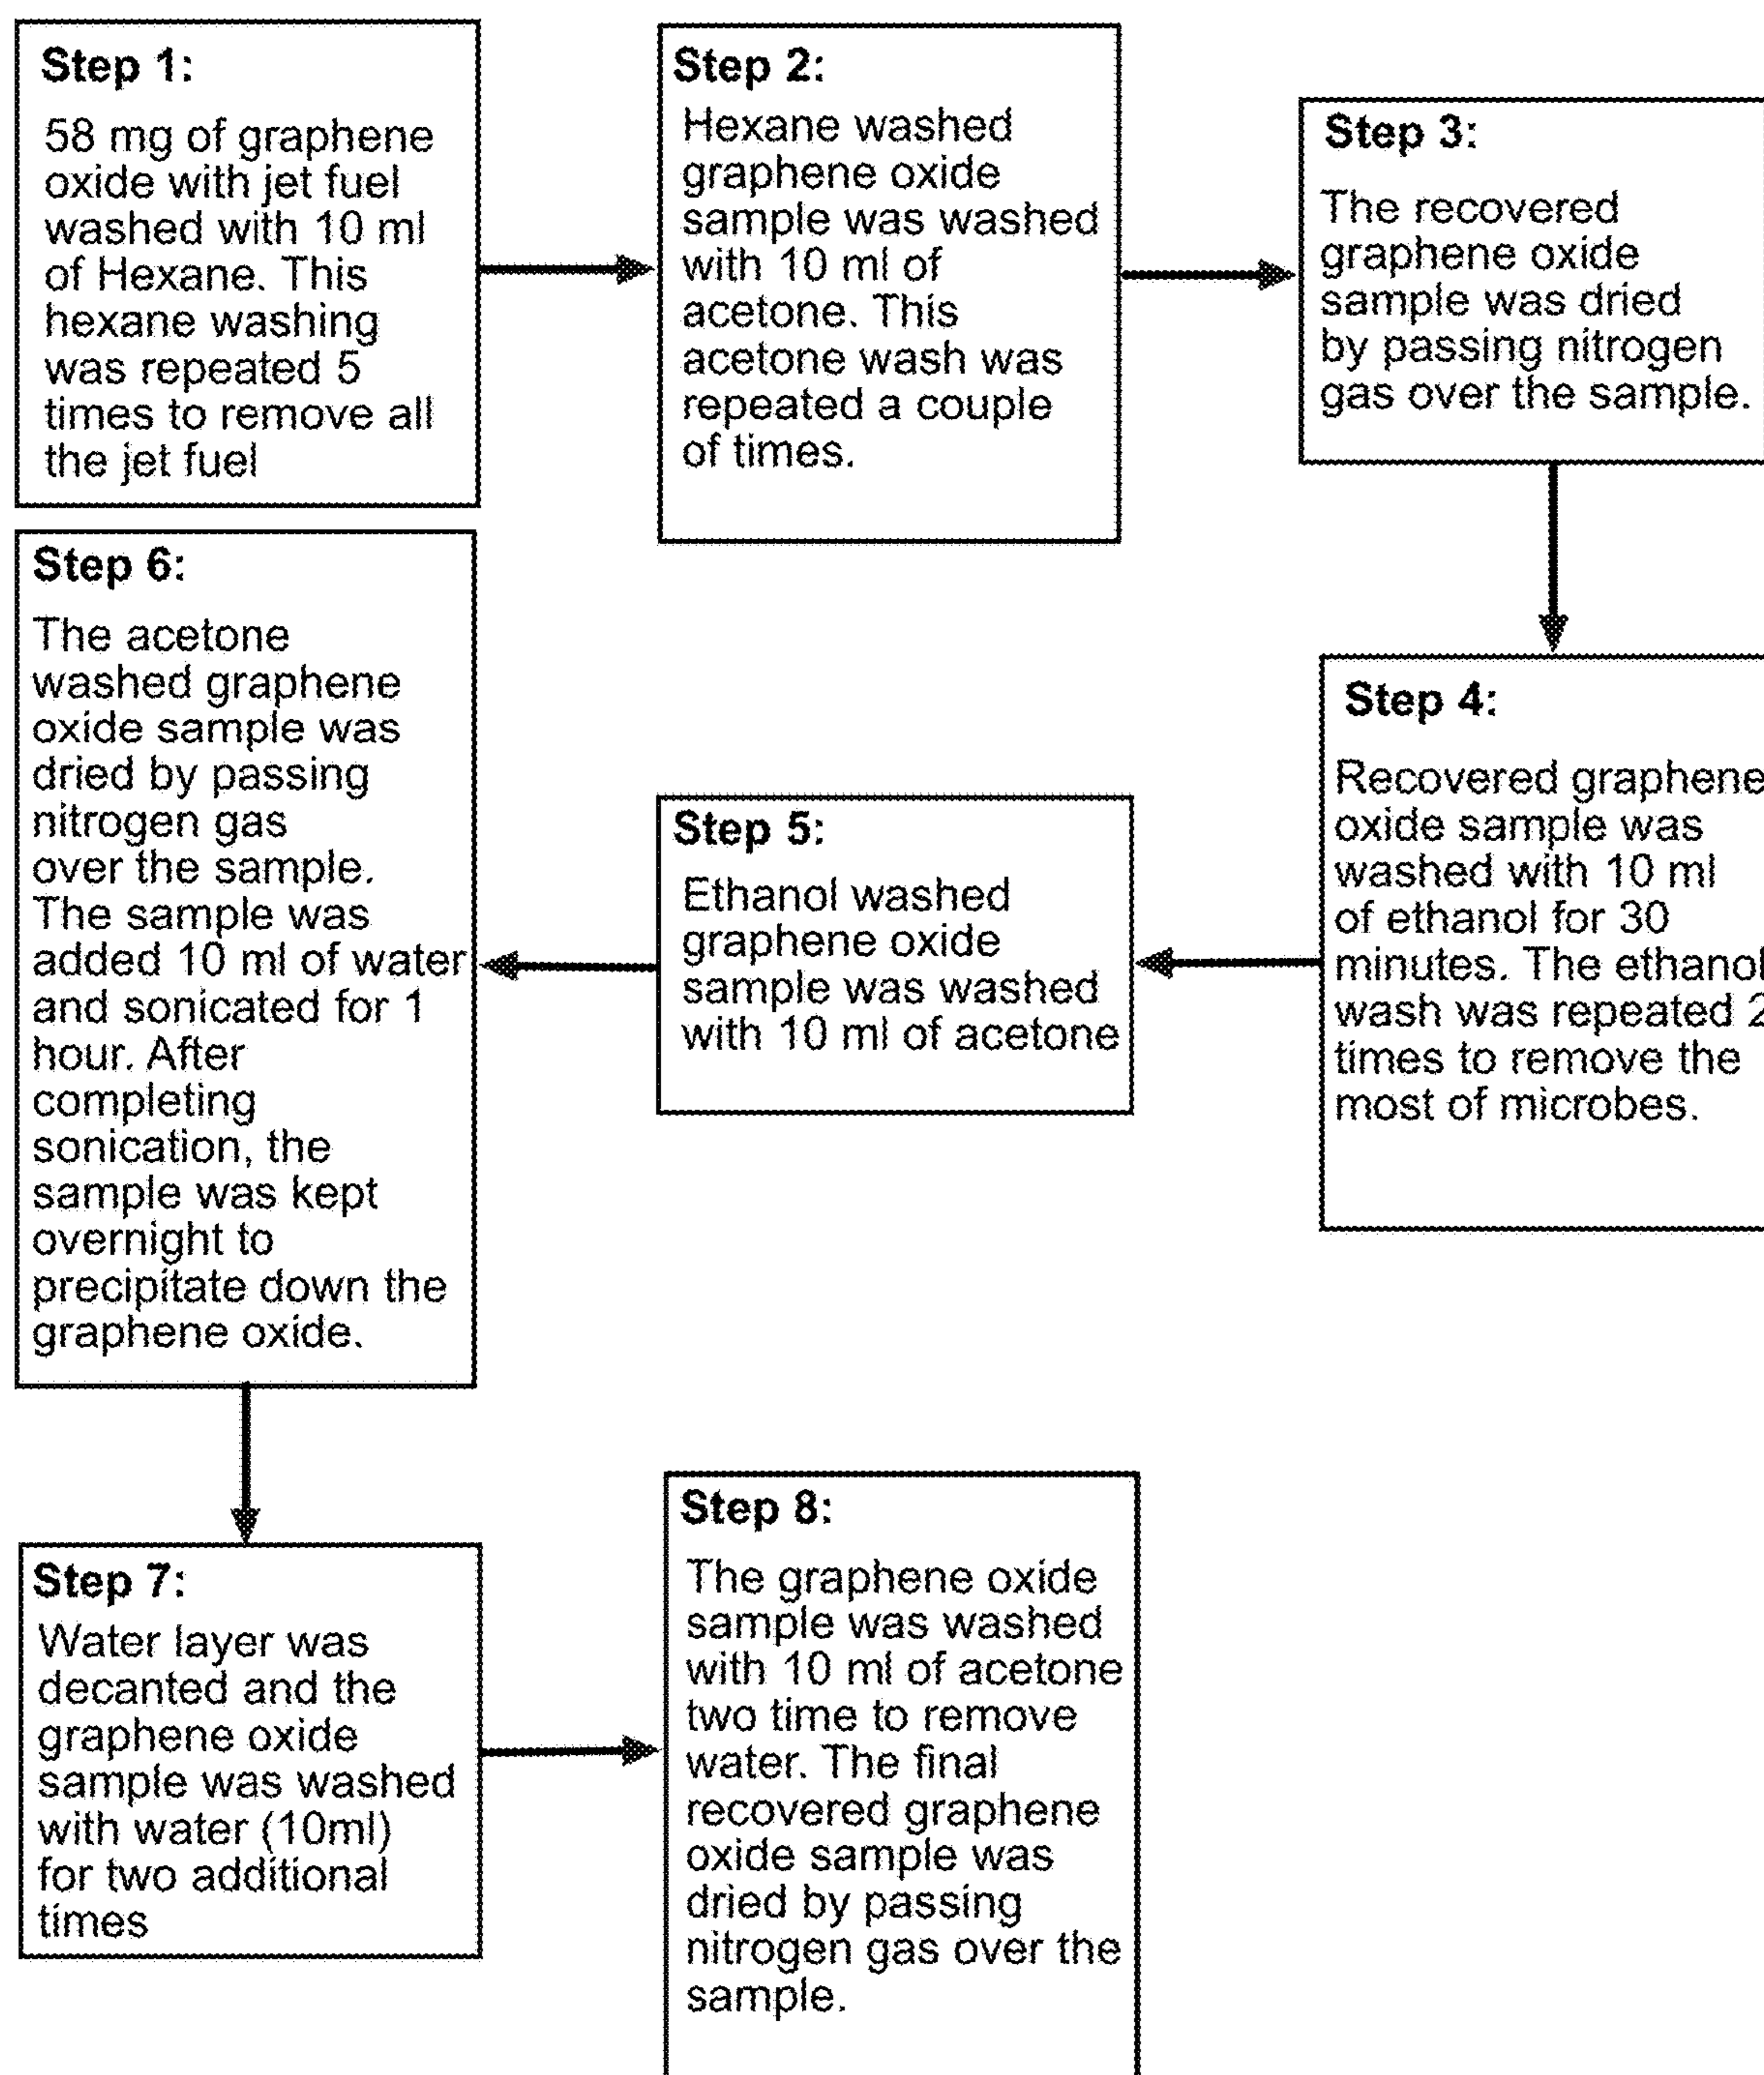 Step 1:
58 mg of graphene
oxide with jet fuel
washed with 10 ml
of Hexane. This
hexane washing
was repeated 5
times to remove all
the jet fuel
Step 2:
Hexane washed
graphene oxide
sample was washed
with 10 ml of
acetone. This
acetone wash was
repeated a couple
of times.
Step 3:
The recovered
graphene oxide
sample was dried
by passing nitrogen
gas over the sample.
Step 4:
Recovered graphene
oxide sample was
washed with 10 ml
of ethanol for 30
minutes. The ethanol
wash was repeated 2
times to remove the
most of microbes.
Step 5:
Ethanol washed
graphene oxide
sample was washed
with 10 ml of acetone
Step 6:
The acetone
washed graphene
oxide sample was
dried by passing
nitrogen gas
over the sample.
The sample was
added 10 ml of water
and sonicated for 1
hour. After
completing
sonication, the
sample was kept
overnight to
precipitate down the
graphene oxide.
Step 7:
Water layer was
decanted and the
graphene oxide
sample was washed
with water (10ml)
for two additional
times
Step 8:
The graphene oxide
sample was washed
with 10 ml of acetone
two time to remove
water. The final
recovered graphene
oxide sample was
dried by passing
nitrogen gas over the
sample.